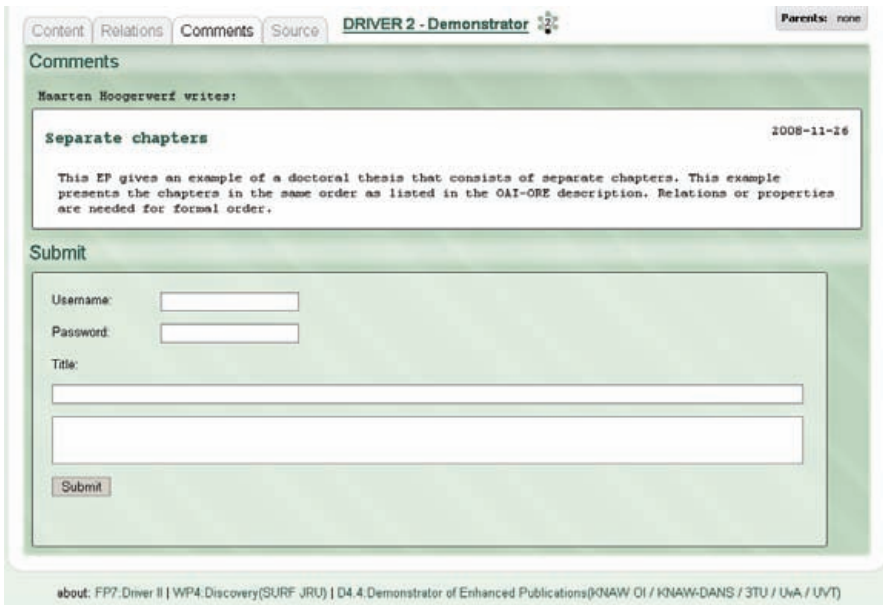 Content Relations Comments Source DRIVER 2 - Demonstrator Parents: none
Comments
Maarten Hoogerwerf writes:
Separate chapters 2008-11-26
This EP gives an example of a doctoral thesis that consists of separate chapters. This example
presents the chapters in the same order as listed in the OAI-ORE description. Relations or properties
are needed for formal order.
Submit
Username:
Password:
Title:
Submit
about: FP7:Driver II | WP4:Discovery(SURF JRU) | D4.4:Demonstrator of Enhanced Publications(KNAW OI / KNAW-DANS / 3TU / UvA / UVT)